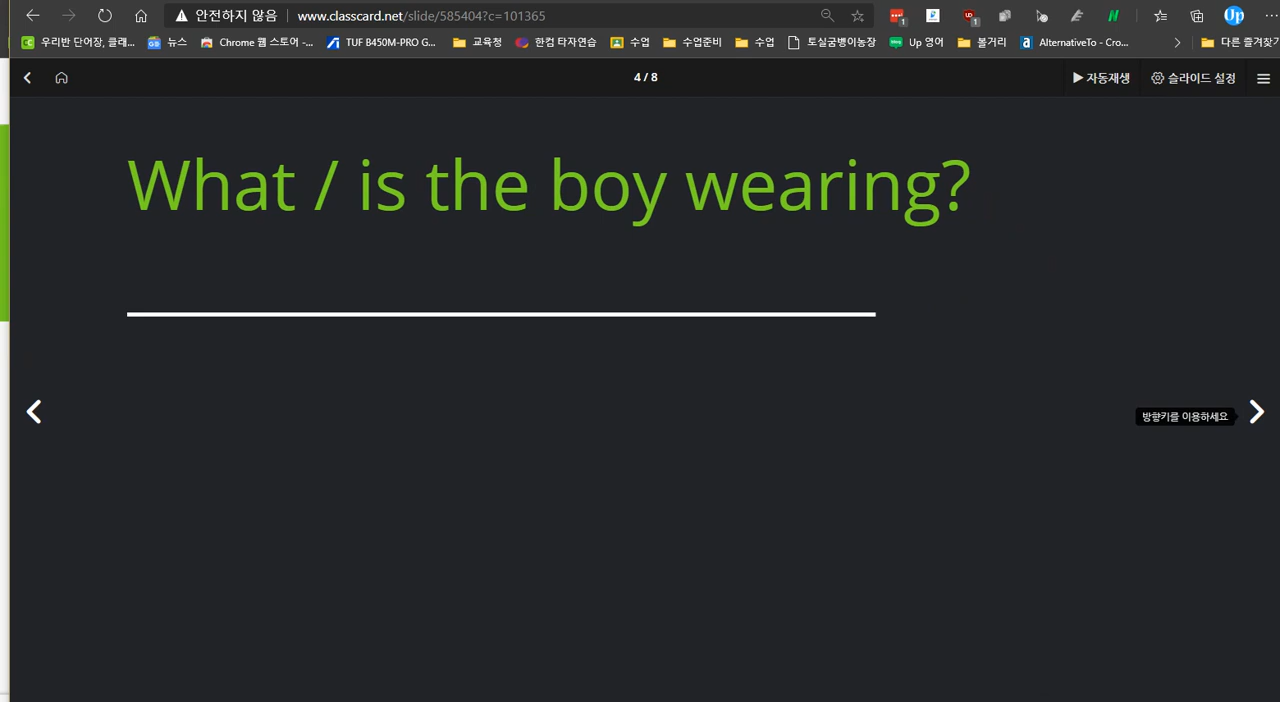 안전하지 않음 www.classcard.net/slide/585404?c=101365
우리반 단어장, 클래... 뉴스 Chrome 웹 스토어 -... TUF B450M-PRO G... 교육청 한컴 타자연습 수업 수업준비 수업 토실굼벵이농장 Up 영어 볼거리 AlternativeTo - Cro... 다른 즐겨찾기
4 / 8 자동재생 슬라이드 설정
What / is the boy wearing?
방향키를 이용하세요